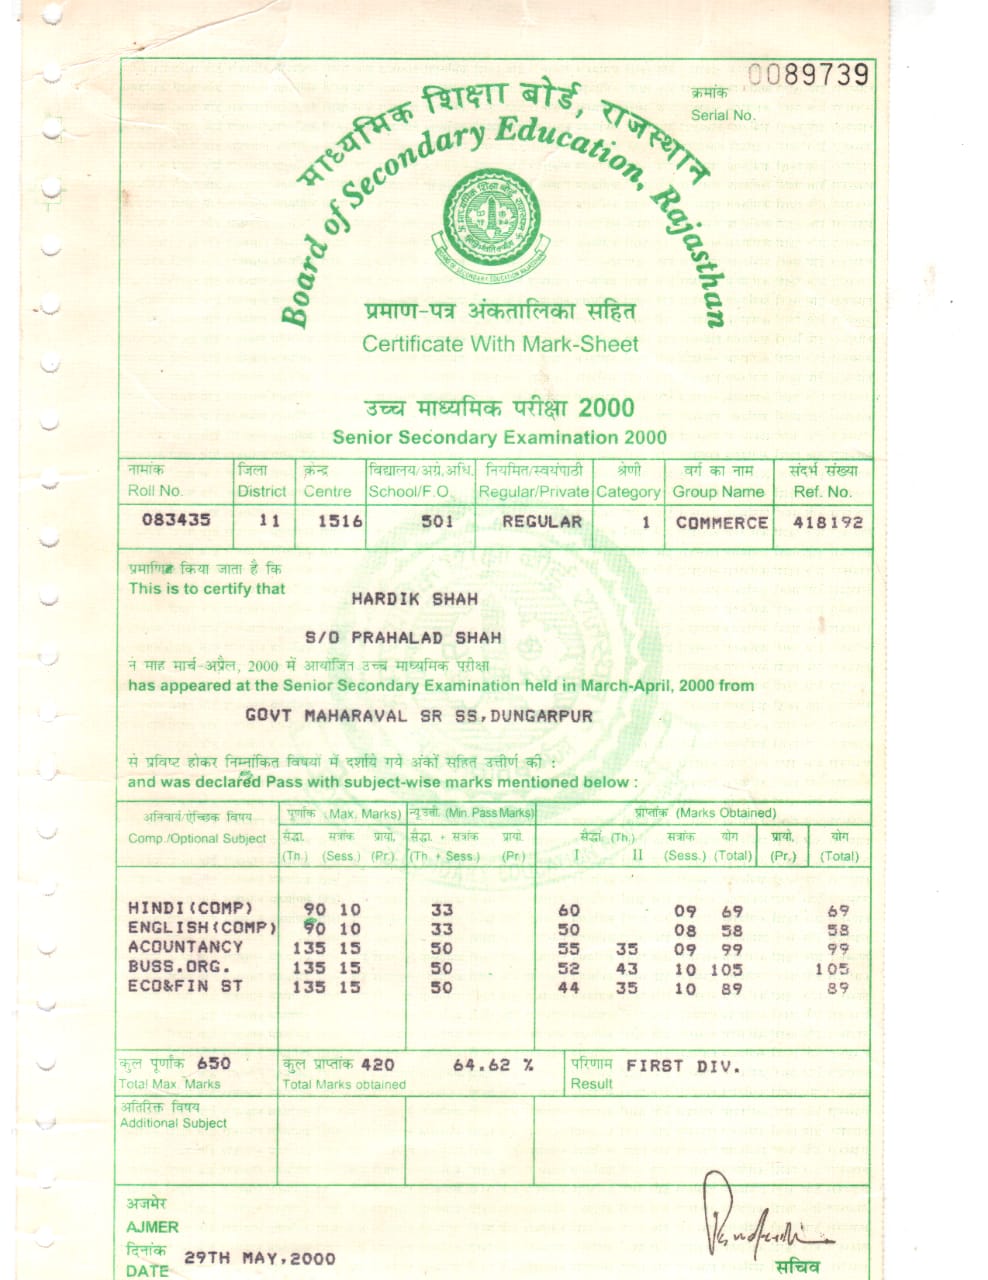 0089739
क्रमांक
Serial No.
माध्यमिक शिक्षा बोर्ड, राजस्थान
Board of Secondary Education, Rajasthan
प्रमाण-पत्र अंकतालिका सहित
Certificate With Mark-Sheet
उच्च माध्यमिक परीक्षा 2000
Senior Secondary Examination 2000
नामांक जिला केन्द्र विद्यालय/अग्रे.अधि. नियमित/स्वयंपाठी श्रेणी वर्ग का नाम संदर्भ संख्या
Roll No. District Centre School/F.O. Regular/Private Category Group Name Ref. No.
083435 11 1516 501 REGULAR 1 COMMERCE 418192
प्रमाणित किया जाता है कि
This is to certify that
HARDIK SHAH
S/O PRAHALAD SHAH
ने माह मार्च-अप्रैल, 2000 में आयोजित उच्च माध्यमिक परीक्षा
has appeared at the Senior Secondary Examination held in March-April, 2000 from
GOVT MAHARAVAL SR SS,DUNGARPUR
से प्रविष्ट होकर निम्नांकित विषयों में दर्शाये गये अंकों सहित उत्तीर्ण की :
and was declared Pass with subject-wise marks mentioned below :
अनिवार्य/ऐच्छिक विषय पूर्णांक (Max. Marks) न्यू.उत्ती. (Min. Pass Marks) प्राप्तांक (Marks Obtained)
Comp./Optional Subject सैद्धा. सत्रांक प्रायो. सैद्धा. + सत्रांक प्रायो. सैद्धां. (Th.) सत्रांक योग प्रायो. योग
(Th.) (Sess.) (Pr.) (Th. + Sess.) (Pr.) I II (Sess.) (Total) (Pr.) (Total)
HINDI(COMP) 90 10 33 60 09 69 69
ENGLISH(COMP) 90 10 33 50 08 58 58
ACOUNTANCY 135 15 50 55 35 09 99 99
BUSS.ORG. 135 15 50 52 43 10 105 105
ECO&FIN ST 135 15 50 44 35 10 89 89
कुल पूर्णांक 650 कुल प्राप्तांक 420 64.62 % परिणाम FIRST DIV.
Total Max. Marks Total Marks obtained Result
अतिरिक्त विषय
Additional Subject
अजमेर
AJMER
दिनांक
DATE 29TH MAY,2000
सचिव